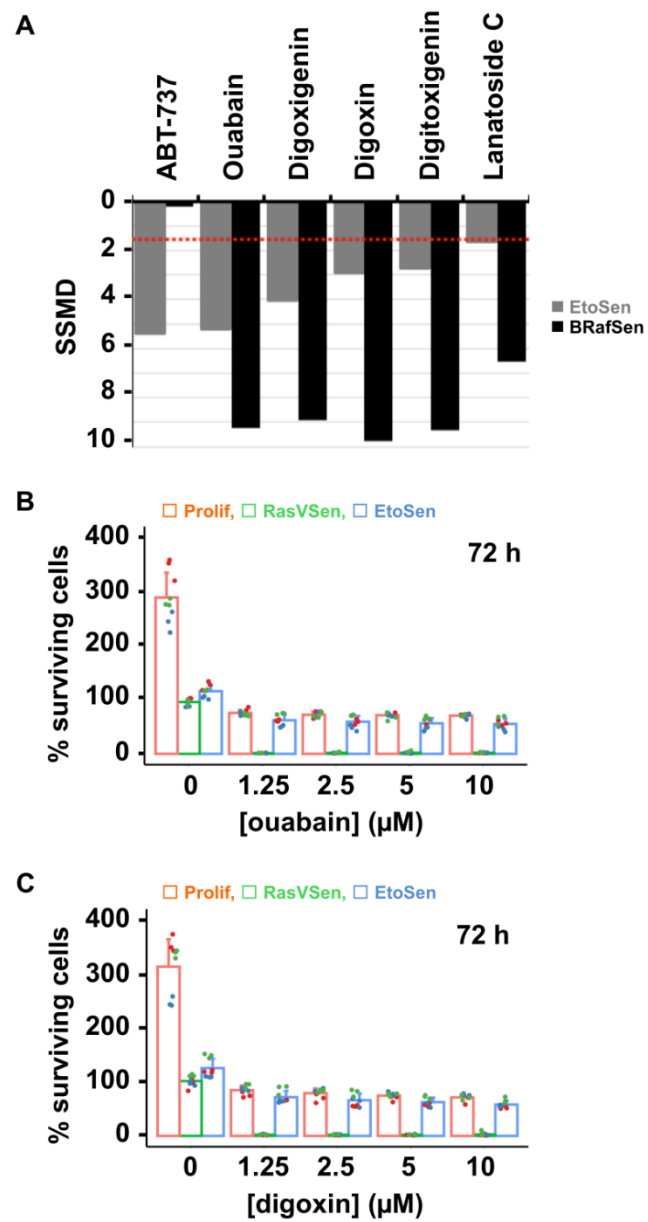 A
ABT-737
Ouabain
Digoxigenin
Digoxin
Digitoxigenin
Lanatoside C
0
2
4
6
8
10
SSMD
EtoSen
BRafSen
B
Prolif, RasVSen, EtoSen
72 h
400
300
200
100
0
% surviving cells
0 1.25 2.5 5 10
[ouabain] (µM)
C
Prolif, RasVSen, EtoSen
72 h
400
300
200
100
0
% surviving cells
0 1.25 2.5 5 10
[digoxin] (µM)